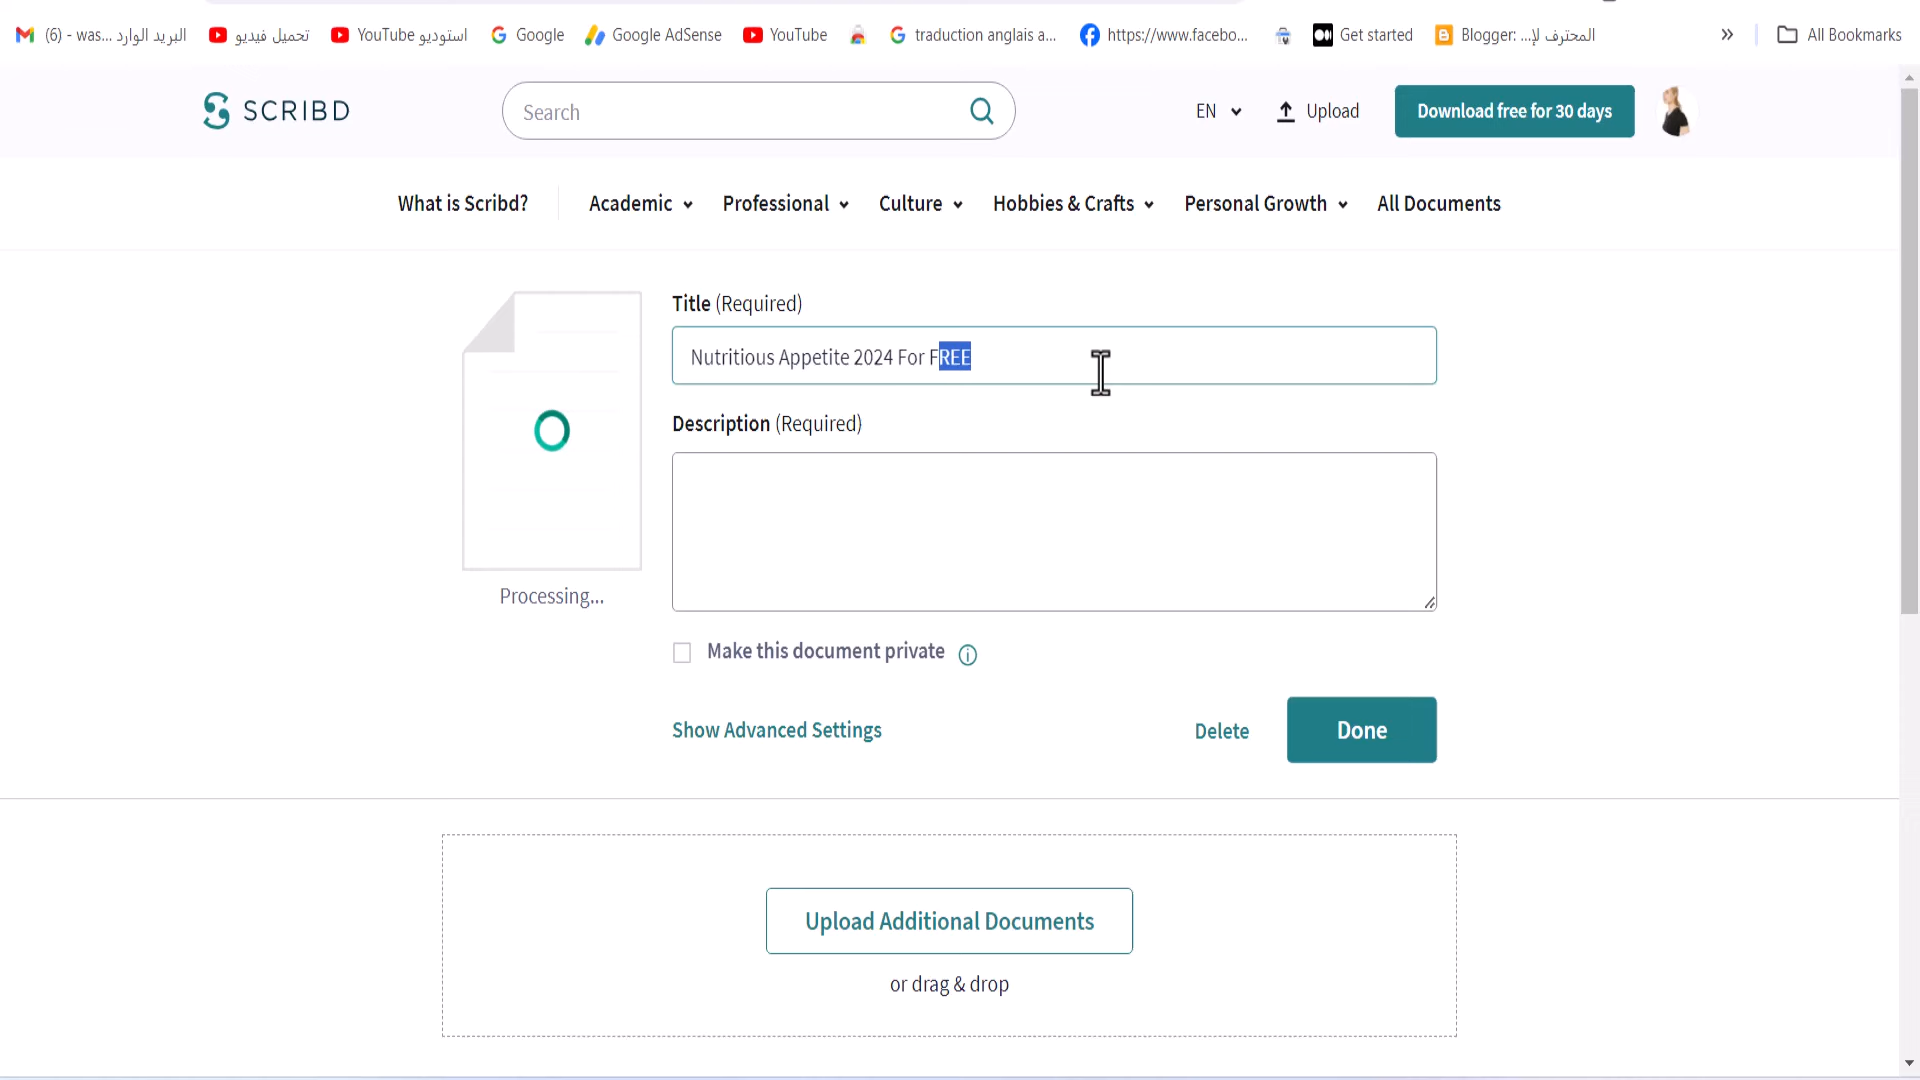 (6) - was... البريد الوارد
تحميل فيديو
YouTube استوديو
Google
Google AdSense
YouTube
traduction anglais a...
https://www.facebo...
Get started
Blogger: ...المحترف لإ
»
All Bookmarks
SCRIBD
Search
EN
Upload
Download free for 30 days
What is Scribd?
Academic
Professional
Culture
Hobbies & Crafts
Personal Growth
All Documents
Title (Required)
Nutritious Appetite 2024 For FREE
Description (Required)
Processing...
Make this document private
Show Advanced Settings
Delete
Done
Upload Additional Documents
or drag & drop